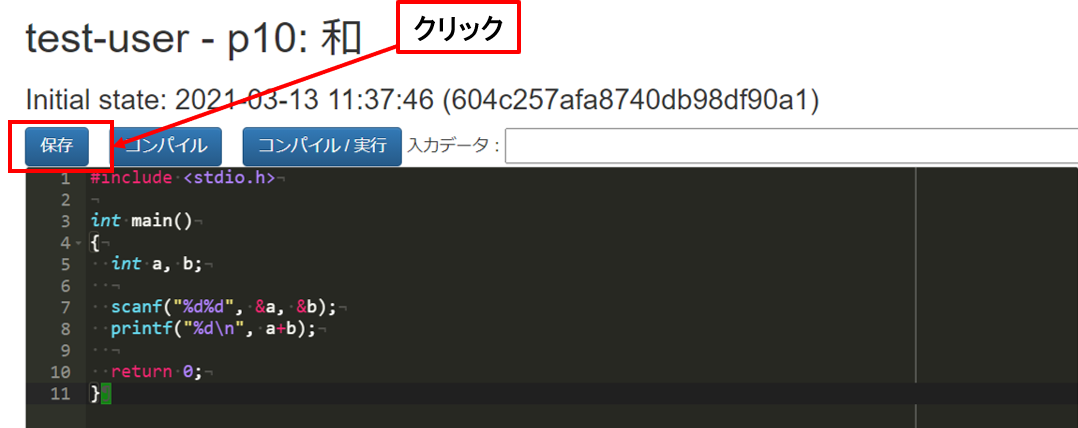 test-user - p10: 和
クリック
Initial state: 2021-03-13 11:37:46 (604c257afa8740db98df90a1)
保存 コンパイル コンパイル / 実行 入力データ :
1 #include <stdio.h>¬
2 ¬
3 int main()¬
4 {¬
5 int a, b;¬
6 ¬
7 scanf("%d%d", &a, &b);¬
8 printf("%d\n", a+b);¬
9 ¬
10 return 0;¬
11 }